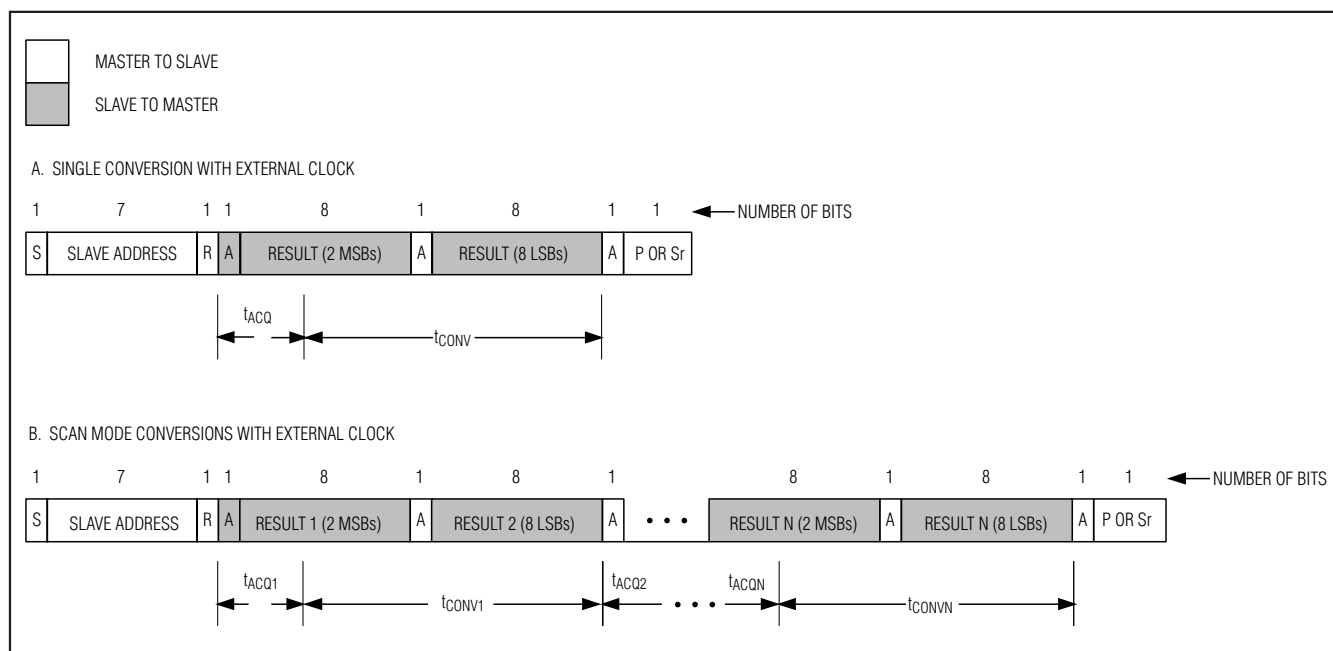 MASTER TO SLAVE
SLAVE TO MASTER
A. SINGLE CONVERSION WITH EXTERNAL CLOCK
1 7 1 1 8 1 8 1 1 NUMBER OF BITS
S SLAVE ADDRESS R A RESULT (2 MSBs) A RESULT (8 LSBs) A P OR Sr
tACQ
tCONV
B. SCAN MODE CONVERSIONS WITH EXTERNAL CLOCK
1 7 1 1 8 1 8 1 8 1 8 1 1 NUMBER OF BITS
S SLAVE ADDRESS R A RESULT 1 (2 MSBs) A RESULT 2 (8 LSBs) A • • • RESULT N (2 MSBs) A RESULT N (8 LSBs) A P OR Sr
tACQ1 tACQ2 tACQN
tCONV1 • • • tCONVN